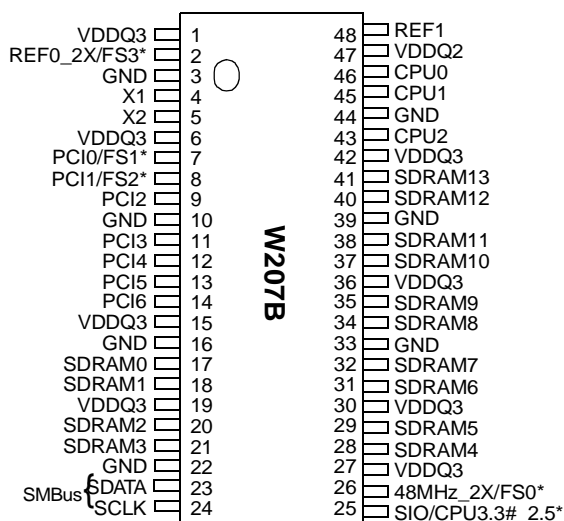 VDDQ3 1 48 REF1
REF0_2X/FS3* 2 47 VDDQ2
GND 3 46 CPU0
X1 4 45 CPU1
X2 5 44 GND
VDDQ3 6 43 CPU2
PCI0/FS1* 7 42 VDDQ3
PCI1/FS2* 8 41 SDRAM13
PCI2 9 40 SDRAM12
GND 10 39 GND
PCI3 11 38 SDRAM11
PCI4 12 37 SDRAM10
PCI5 13 36 VDDQ3
PCI6 14 35 SDRAM9
VDDQ3 15 34 SDRAM8
GND 16 33 GND
SDRAM0 17 32 SDRAM7
SDRAM1 18 31 SDRAM6
VDDQ3 19 30 VDDQ3
SDRAM2 20 29 SDRAM5
SDRAM3 21 28 SDRAM4
GND 22 27 VDDQ3
SMBus { SDATA 23 26 48MHz_2X/FS0*
SCLK 24 25 SIO/CPU3.3#_2.5*
W207B